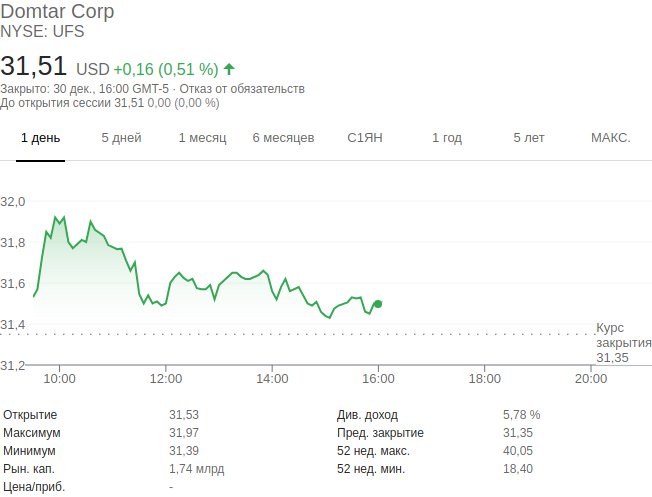 Domtar Corp
NYSE: UFS
31,51 USD +0,16 (0,51 %)
Закрыто: 30 дек., 16:00 GMT-5 · Отказ от обязательств
До открытия сессии 31,51 0,00 (0,00 %)
1 день 5 дней 1 месяц 6 месяцев С1ЯН 1 год 5 лет МАКС.
32,0
31,8
31,6
31,4
Курс
закрытия
31,35
31,2
10:00 12:00 14:00 16:00 18:00 20:00
Открытие 31,53 Див. доход 5,78 %
Максимум 31,97 Пред. закрытие 31,35
Минимум 31,39 52 нед. макс. 40,05
Рын. кап. 1,74 млрд 52 нед. мин. 18,40
Цена/приб. -